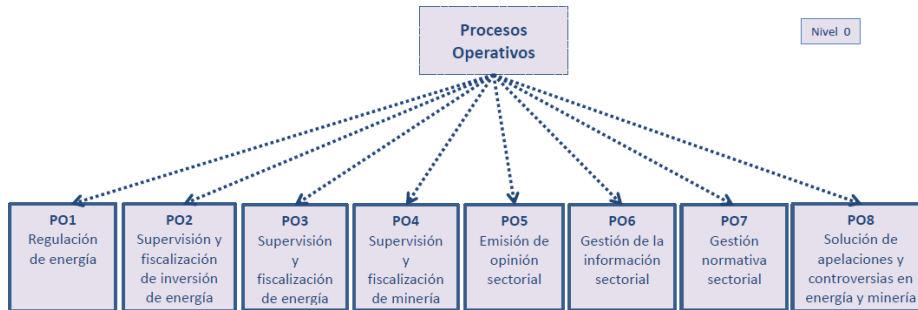 Procesos
Operativos
Nivel 0
PO1
Regulación
de energía
PO2
Supervisión y
fiscalización
de inversión
de energía
PO3
Supervisión
y
fiscalización
de energía
PO4
Supervisión
y
fiscalización
de minería
PO5
Emisión de
opinión
sectorial
PO6
Gestión de la
información
sectorial
PO7
Gestión
normativa
sectorial
PO8
Solución de
apelaciones y
controversias en
energía y minería